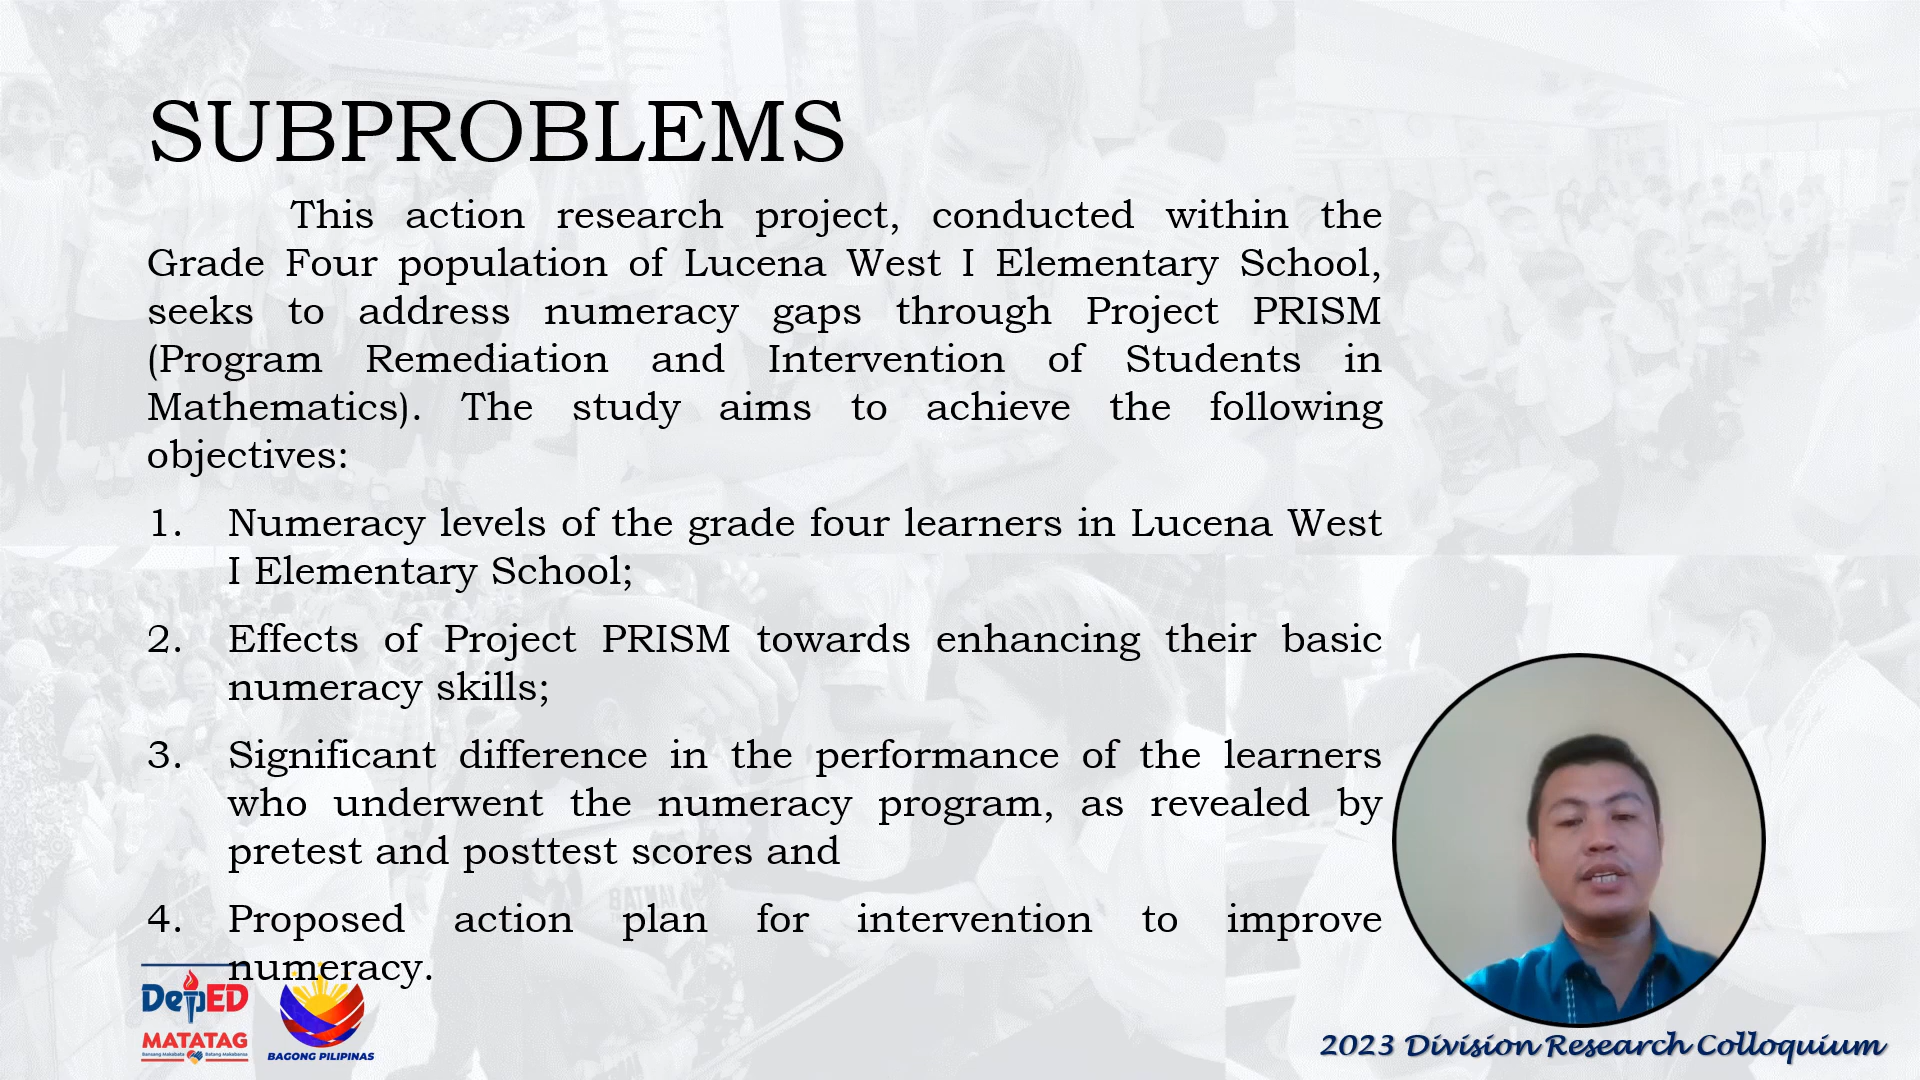 SUBPROBLEMS
This action research project, conducted within the
Grade Four population of Lucena West I Elementary School,
seeks to address numeracy gaps through Project PRISM
(Program Remediation and Intervention of Students in
Mathematics). The study aims to achieve the following
objectives:
1. Numeracy levels of the grade four learners in Lucena West
I Elementary School;
2. Effects of Project PRISM towards enhancing their basic
numeracy skills;
3. Significant difference in the performance of the learners
who underwent the numeracy program, as revealed by
pretest and posttest scores and
4. Proposed action plan for intervention to improve
numeracy.
DepED
MATATAG
Bansang Makabata Batang Makabansa
BAGONG PILIPINAS
2023 Division Research Colloquium